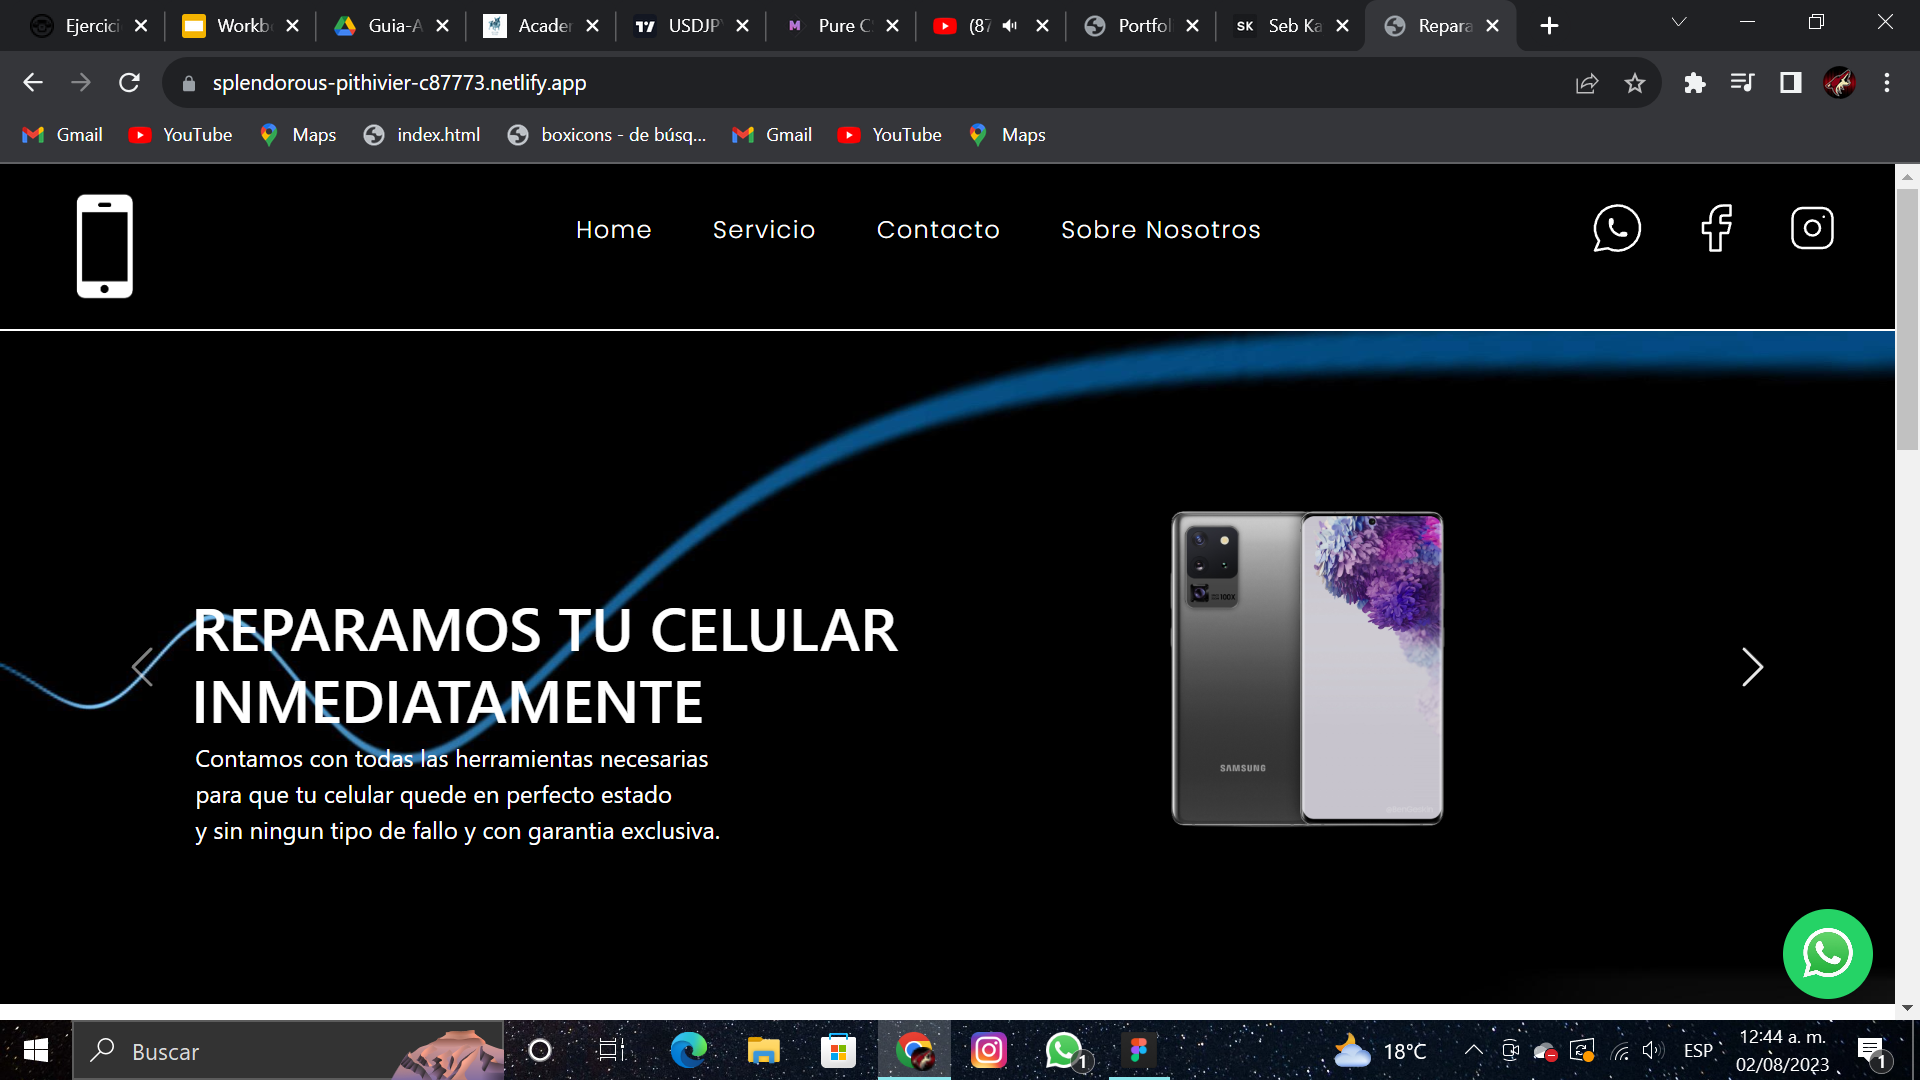 Ejercici
Workb
Guia-A
Acade
USDJP
Pure C
(87
Portfol
Seb Ka
Repara
splendorous-pithivier-c87773.netlify.app
Gmail
YouTube
Maps
index.html
boxicons - de búsq...
Gmail
YouTube
Maps
Home
Servicio
Contacto
Sobre Nosotros
REPARAMOS TU CELULAR
INMEDIATAMENTE
Contamos con todas las herramientas necesarias
para que tu celular quede en perfecto estado
y sin ningun tipo de fallo y con garantia exclusiva.
100X
SAMSUNG
Buscar
1
18°C
ESP
12:44 a. m.
02/08/2023
1